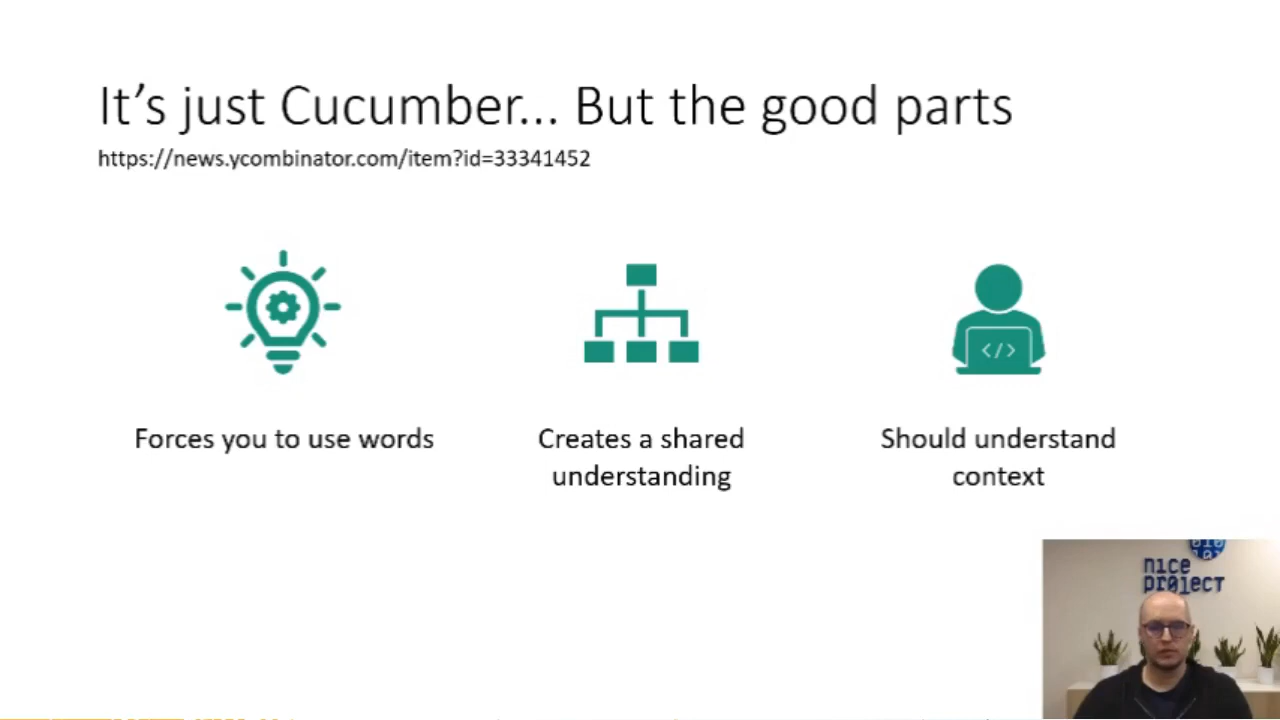 It's just Cucumber... But the good parts
https://news.ycombinator.com/item?id=33341452
</>
Forces you to use words
Creates a shared
understanding
Should understand
context
nice
project